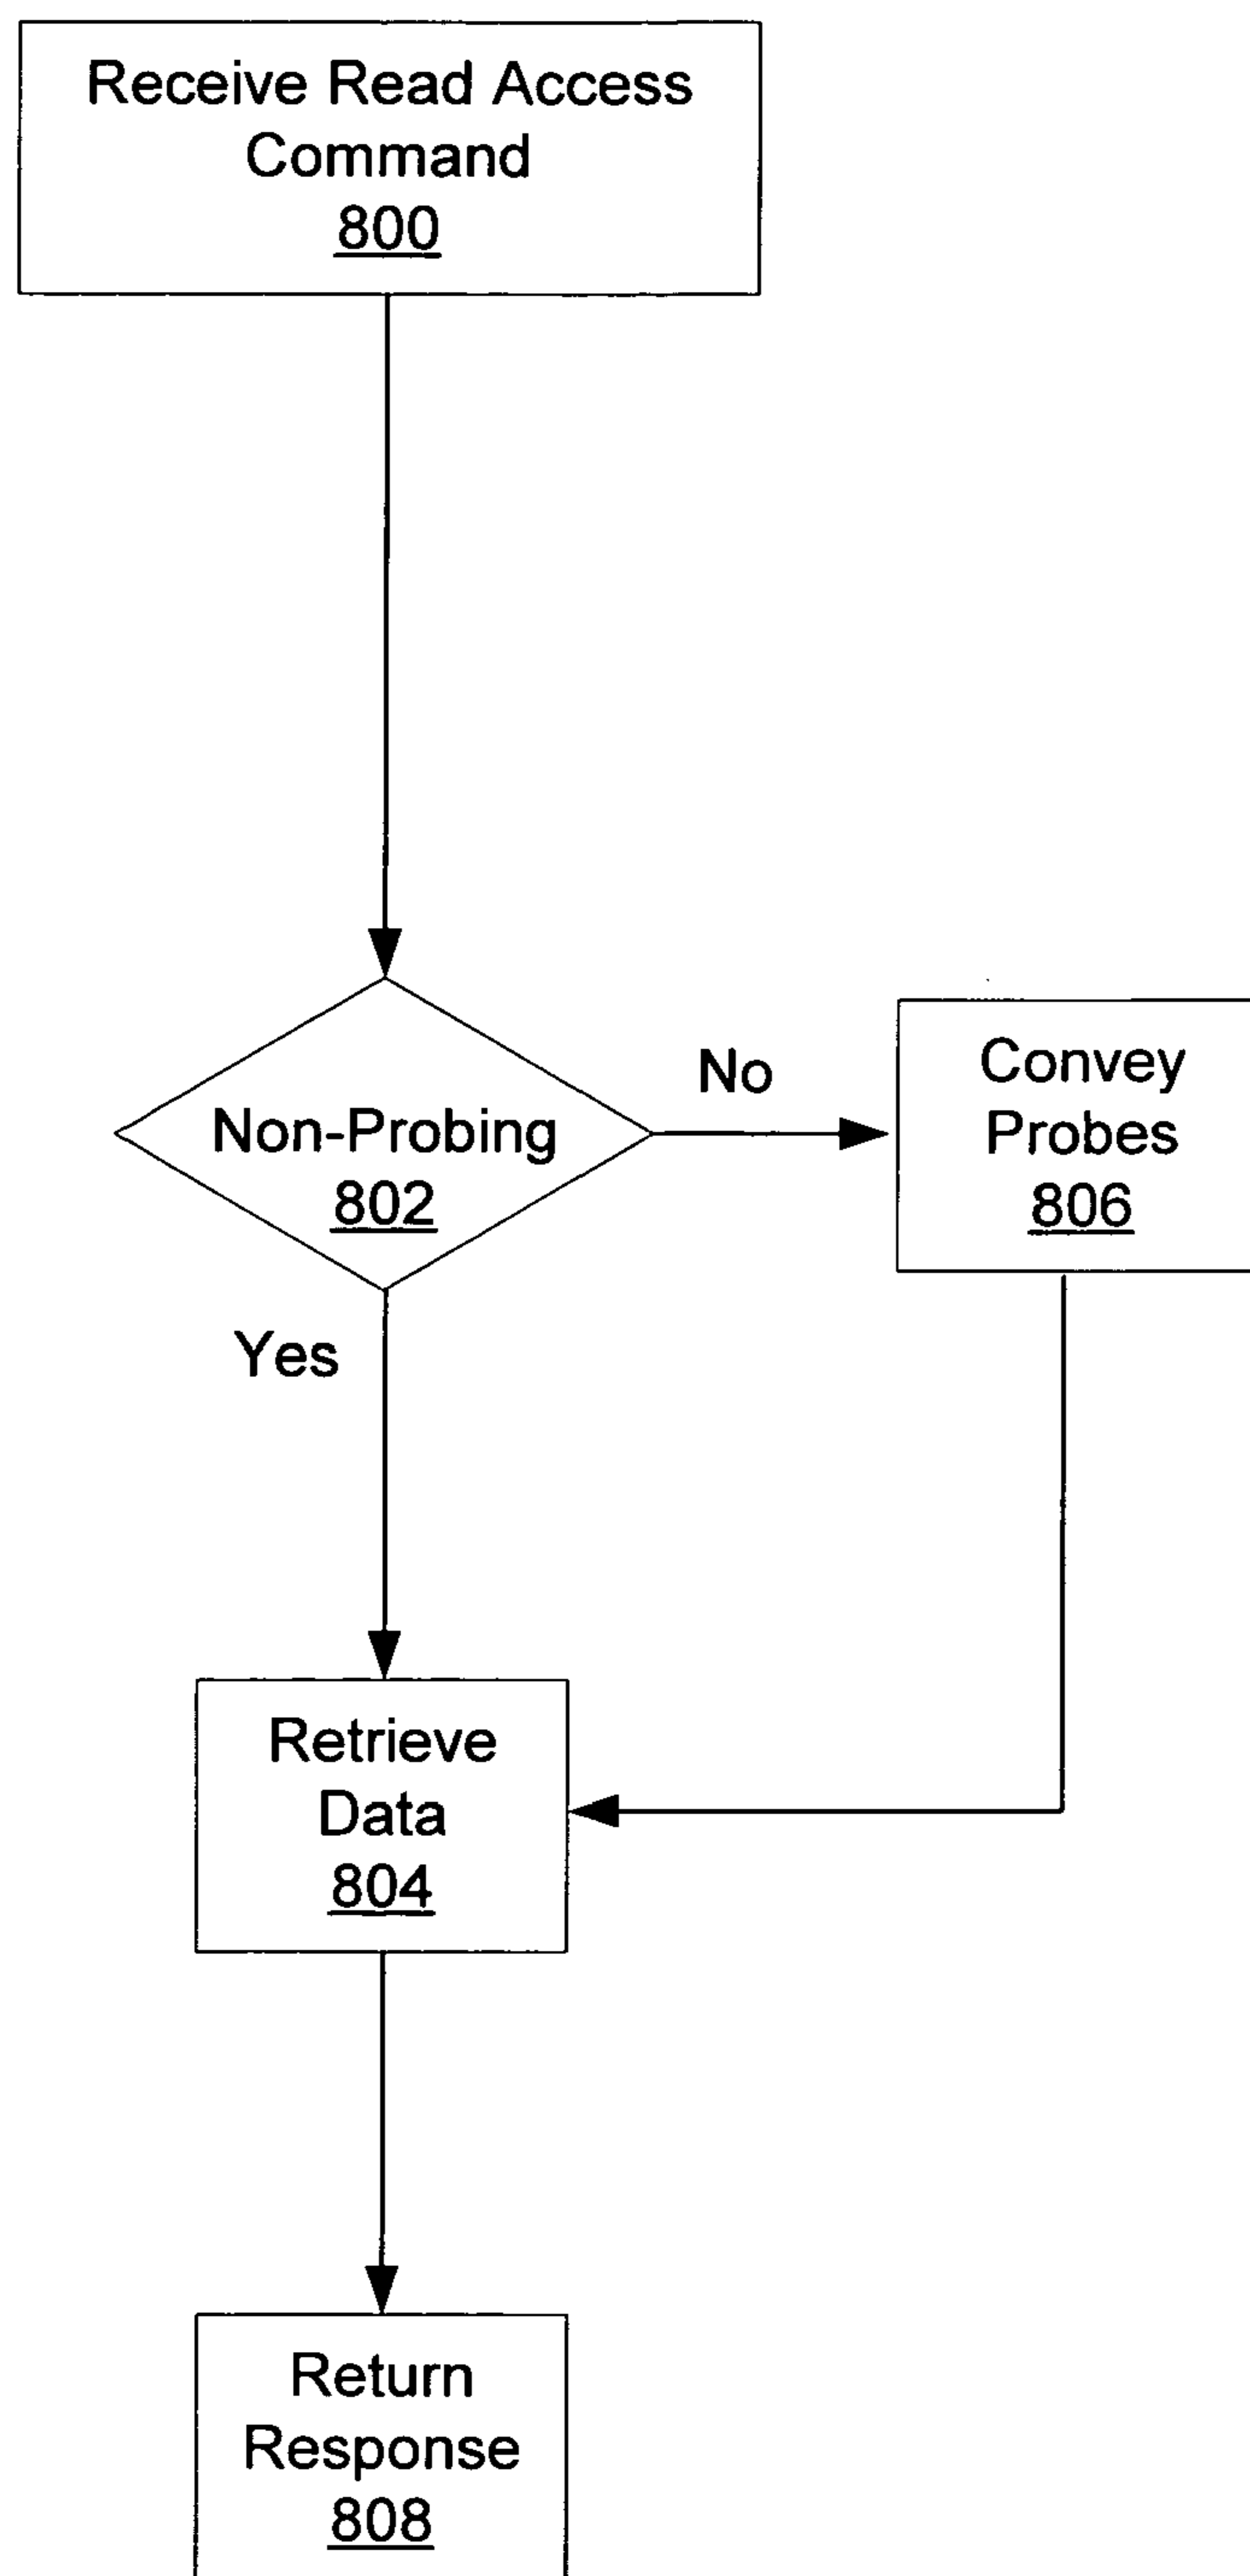 Receive Read Access
Command
800
Non-Probing
802
No
Convey
Probes
806
Yes
Retrieve
Data
804
Return
Response
808